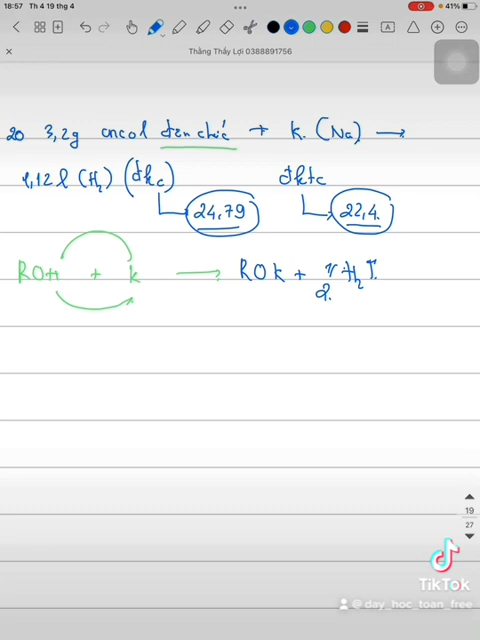 18:57 Th 4 19 thg 4
41%
Thắng Thầy Lợi 0388891756
20 3,2g ancol đơn chức + K (Na) →
1,12l (H₂) (đkc) đktc
24,79 22,4
ROH + K → ROK + 1/2 H₂↑
19
27
TikTok
@day_hoc_toan_free